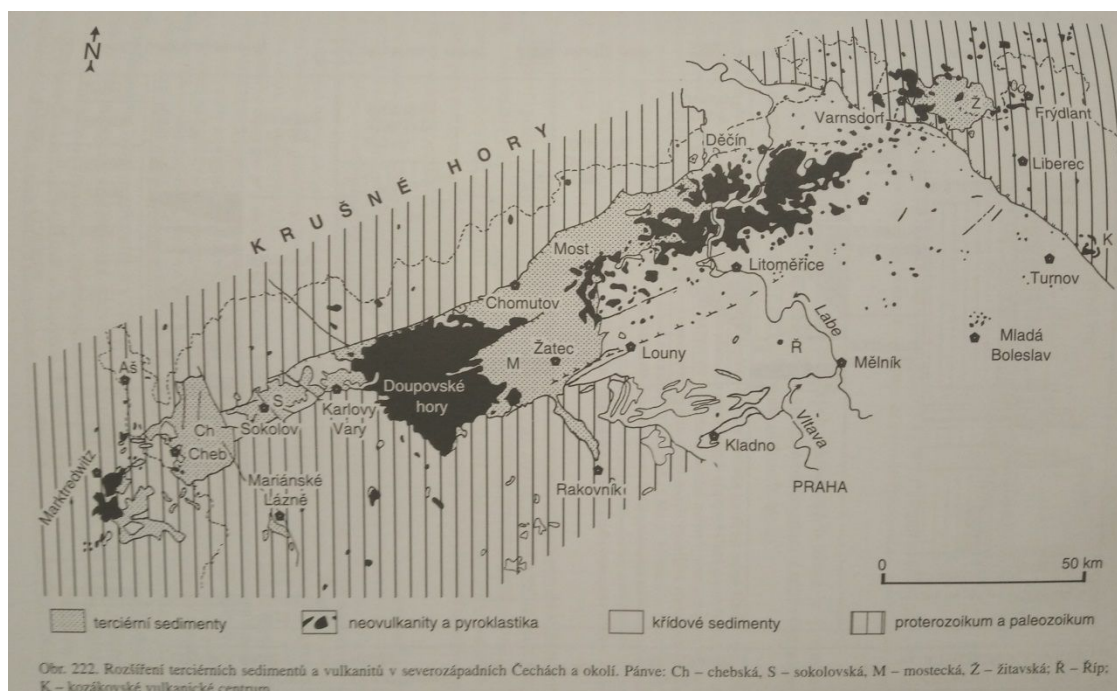 N
KRUŠNÉ HORY
Varnsdorf
Ž
Frýdlant
Děčín
Liberec
K
Most
Litoměřice
Turnov
Chomutov
Labe
Mladá
Boleslav
Aš
M
Žatec
Louny
Ř
Mělník
Doupovské
hory
S
Karlovy
Vary
Sokolov
Ch
Cheb
Kladno
Vltava
Marktredwitz
Mariánské
Lázně
Rakovník
PRAHA
0 50 km
terciérní sedimenty
neovulkanity a pyroklastika
křídové sedimenty
proterozoikum a paleozoikum
Obr. 222. Rozšíření terciérních sedimentů a vulkanitů v severozápadních Čechách a okolí. Pánve: Ch – chebská, S – sokolovská, M – mostecká, Ž – žitavská; Ř – Říp;
K – kozákovské vulkanické centrum